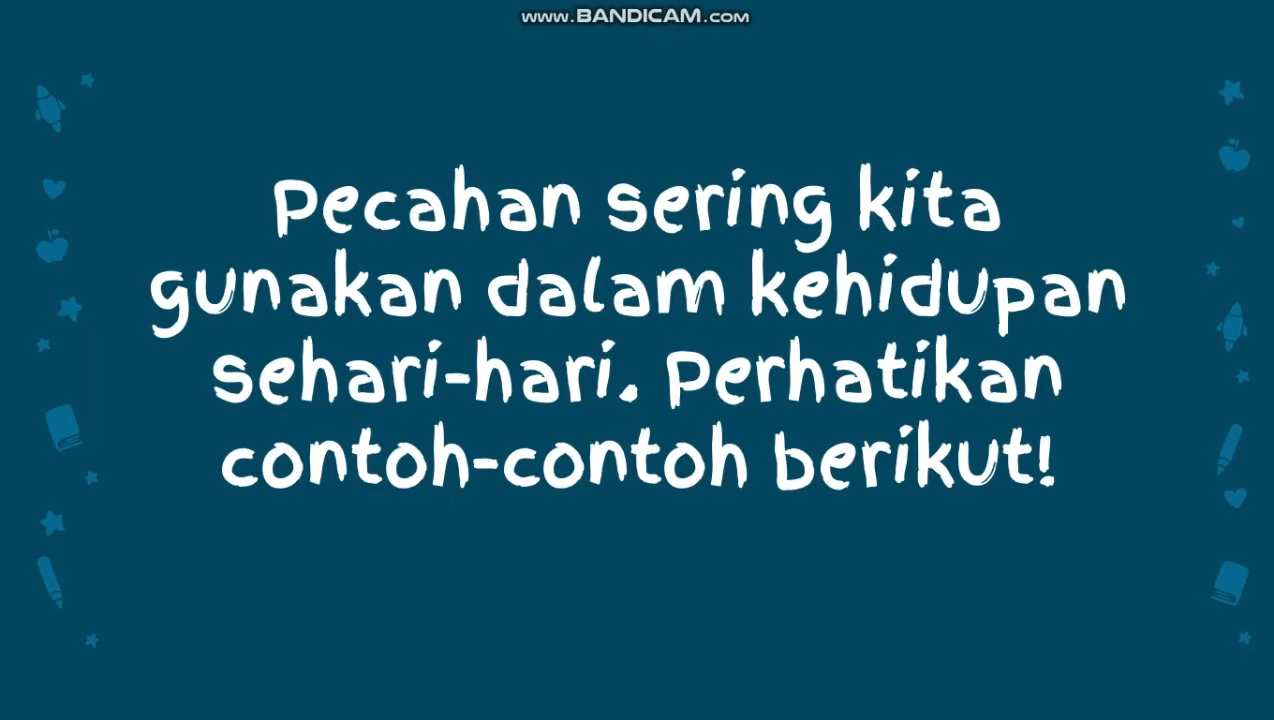 www.BANDICAM.com
Pecahan sering kita
gunakan dalam kehidupan
sehari-hari. Perhatikan
contoh-contoh berikut!